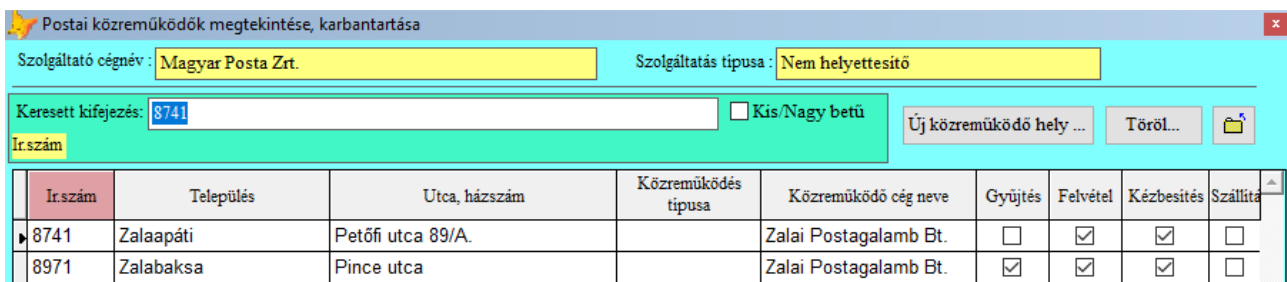 Postai közreműködők megtekintése, karbantartása x
Szolgáltató cégnév : Magyar Posta Zrt. Szolgáltatás típusa : Nem helyettesítő
Keresett kifejezés: 8741 Kis/Nagy betű Új közreműködő hely ... Töröl...
Ir.szám
Ir.szám Település Utca, házszám Közreműködés típusa Közreműködő cég neve Gyűjtés Felvétel Kézbesítés Szállítá
8741 Zalaapáti Petőfi utca 89/A. Zalai Postagalamb Bt.
8971 Zalabaksa Pince utca Zalai Postagalamb Bt.